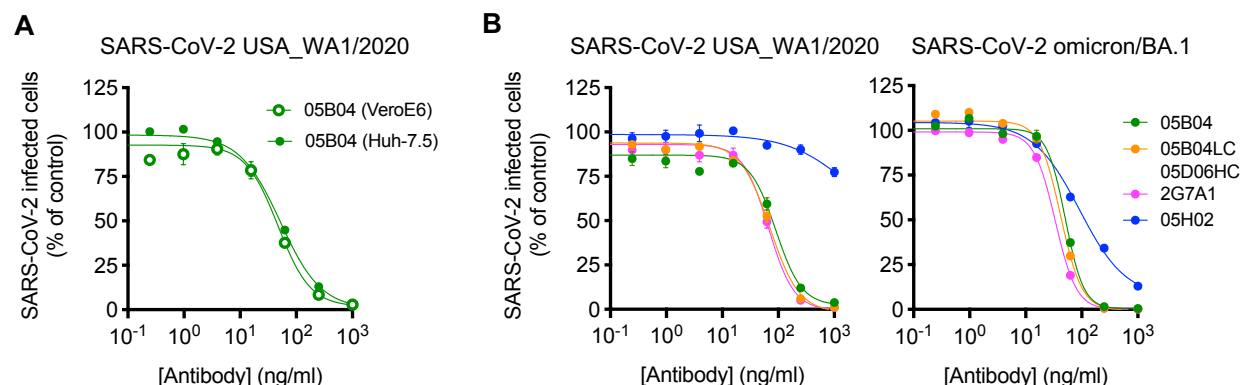 A
SARS-CoV-2 USA_WA1/2020
SARS-CoV-2 infected cells
(% of control)
125
100
75
50
25
0
10⁻¹ 10⁰ 10¹ 10² 10³
[Antibody] (ng/ml)
05B04 (VeroE6)
05B04 (Huh-7.5)
B
SARS-CoV-2 USA_WA1/2020
SARS-CoV-2 infected cells
(% of control)
125
100
75
50
25
0
10⁻¹ 10⁰ 10¹ 10² 10³
[Antibody] (ng/ml)
SARS-CoV-2 omicron/BA.1
125
100
75
50
25
0
10⁻¹ 10⁰ 10¹ 10² 10³
[Antibody] (ng/ml)
05B04
05B04LC
05D06HC
2G7A1
05H02